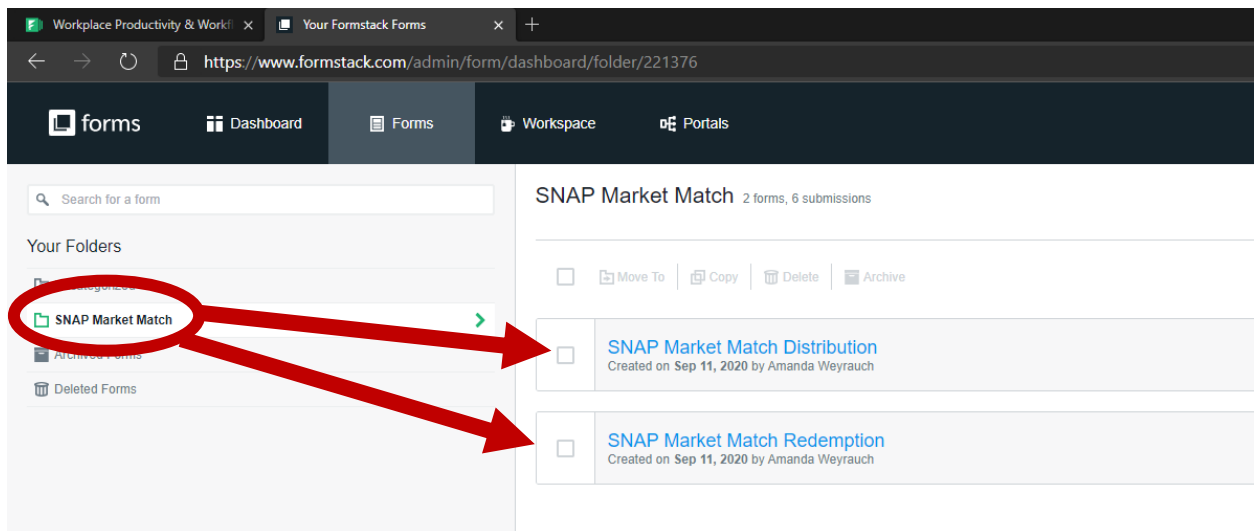 Workplace Productivity & Workfl
Your Formstack Forms
https://www.formstack.com/admin/form/dashboard/folder/221376
forms
Dashboard
Forms
Workspace
Portals
Search for a form
SNAP Market Match 2 forms, 6 submissions
Your Folders
Move To
Copy
Delete
Archive
SNAP Market Match
SNAP Market Match Distribution
Created on Sep 11, 2020 by Amanda Weyrauch
Archived Forms
Deleted Forms
SNAP Market Match Redemption
Created on Sep 11, 2020 by Amanda Weyrauch